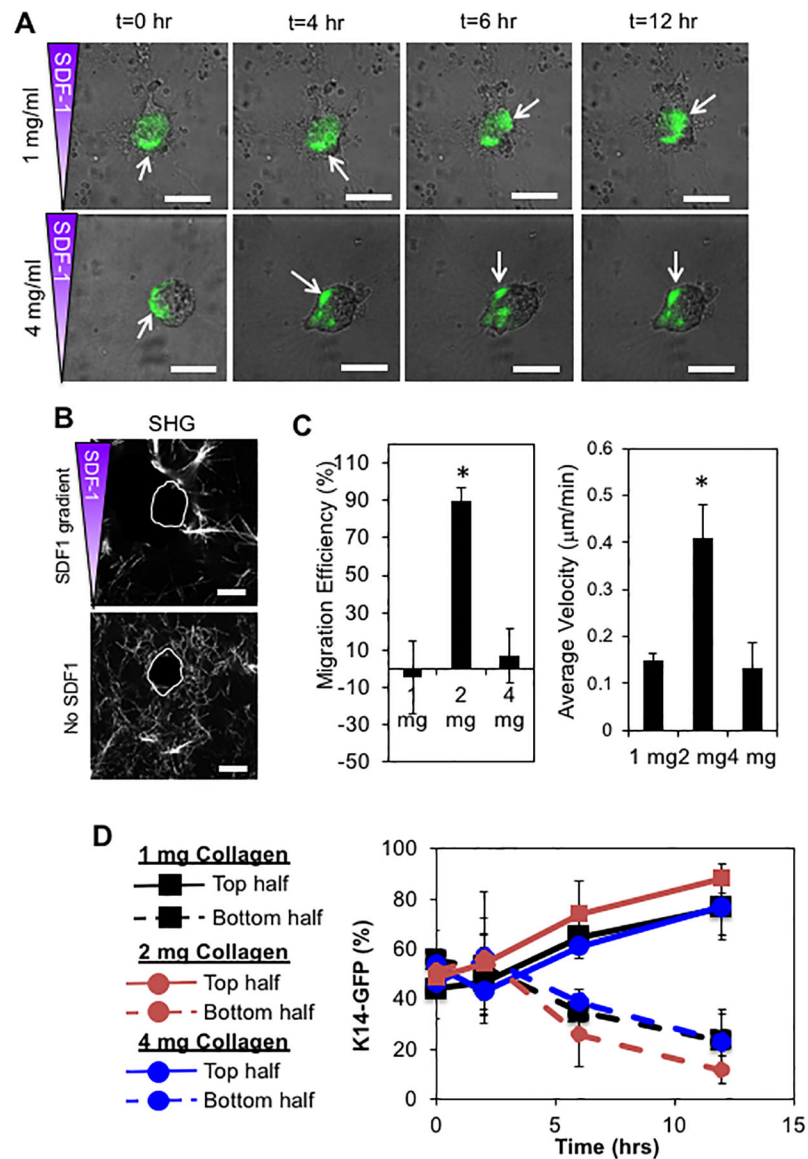 A
t=0 hr
t=4 hr
t=6 hr
t=12 hr
1 mg/ml
SDF-1
4 mg/ml
SDF-1
B
SHG
SDF1 gradient
SDF-1
No SDF1
C
Migration Efficiency (%)
110
90
70
50
30
10
-10
-30
-50
*
1 mg
2 mg
4 mg
Average Velocity (μm/min)
0.6
0.5
0.4
0.3
0.2
0.1
0
*
1 mg 2 mg 4 mg
D
1 mg Collagen
Top half
Bottom half
2 mg Collagen
Top half
Bottom half
4 mg Collagen
Top half
Bottom half
K14-GFP (%)
100
80
60
40
20
0
0 5 10 15
Time (hrs)